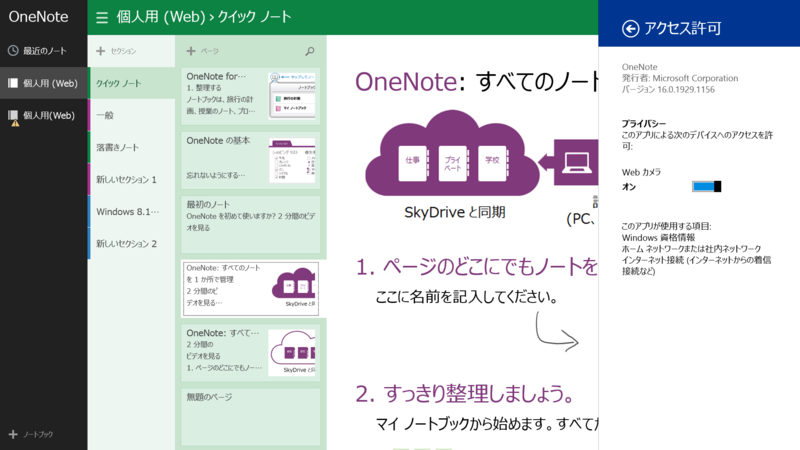 OneNote
最近のノート
個人用 (Web)
個人用(Web)
ノートブック
個人用 (Web) › クイック ノート
セクション
クイック ノート
一般
落書きノート
新しいセクション 1
Windows 8.1...
新しいセクション 2
ページ
OneNote for...
1. 整理する
ノートブックは、旅行の計
画、授業のノート、プロ...
OneNote の基本
忘れないようにする...
最初のノート
OneNote を初めて使いますか? 2 分間のビデ
オを見る
OneNote: すべてのノート
を 1 か所で管理
2 分間のビ
デオを見る...
SkyDrive と同期
OneNote: すべて...
2 分間の
ビデオを見る
1. ページのどこにでもノー...
無題のページ
OneNote: すべてのノート
仕事
プライ
ベート
学校
SkyDrive と同期
(PC、
1. ページのどこにでもノートを
ここに名前を記入してください。
2. すっきり整理しましょう。
マイ ノートブックから始めます。すべてが
アクセス許可
OneNote
発行者: Microsoft Corporation
バージョン 16.0.1929.1156
プライバシー
このアプリによる次のデバイスへのアクセスを許
可:
Web カメラ
オン
このアプリが使用する項目:
Windows 資格情報
ホーム ネットワークまたは社内ネットワーク
インターネット接続 (インターネットからの着信
接続など)